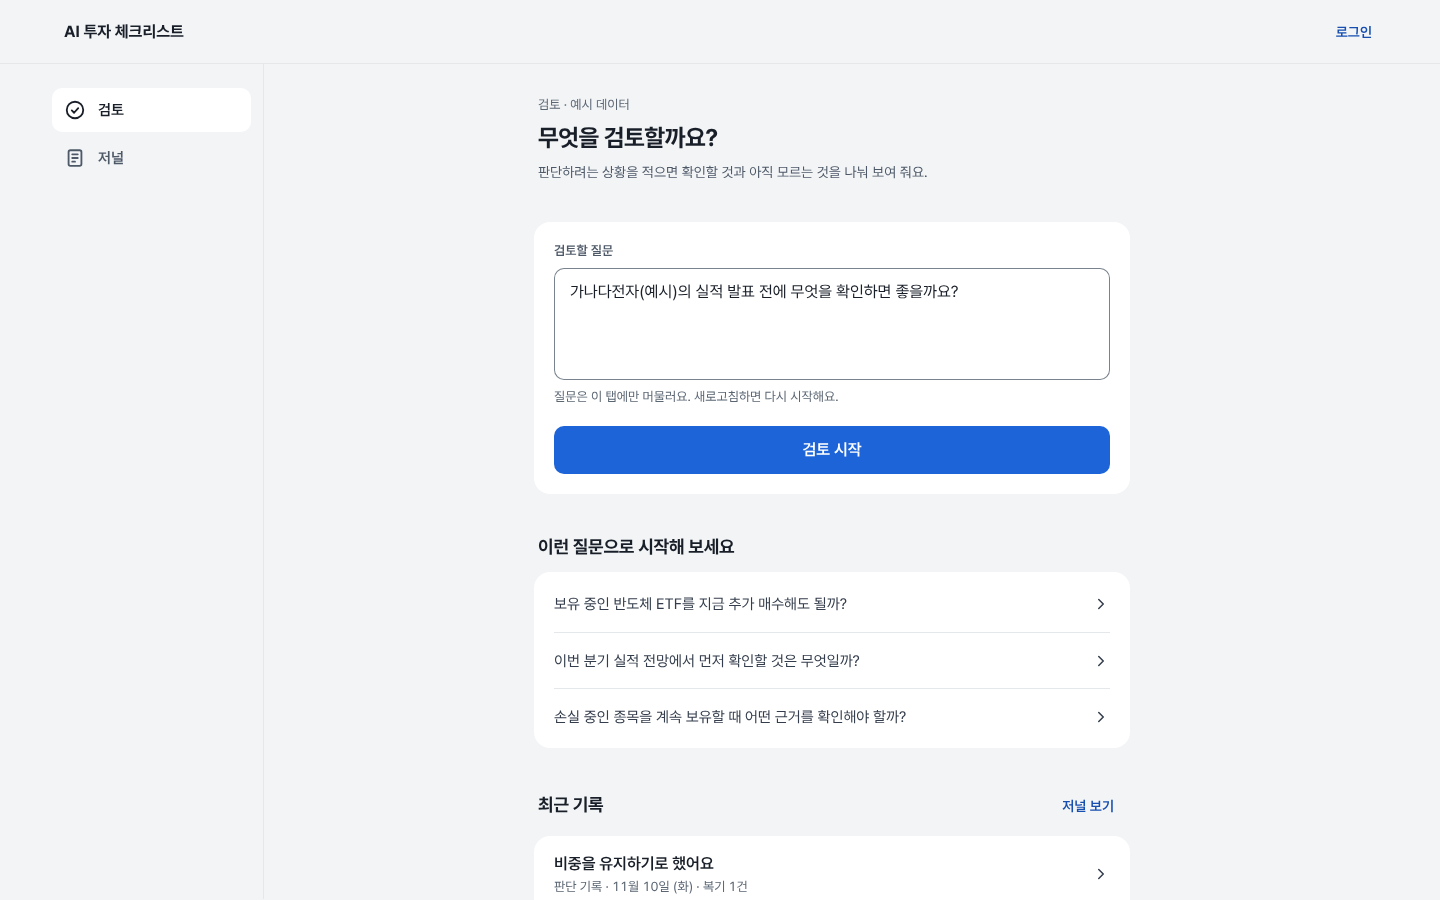 AI 투자 체크리스트
로그인
검토
저널
검토 · 예시 데이터
무엇을 검토할까요?
판단하려는 상황을 적으면 확인할 것과 아직 모르는 것을 나눠 보여 줘요.
검토할 질문
가나다전자(예시)의 실적 발표 전에 무엇을 확인하면 좋을까요?
질문은 이 탭에만 머물러요. 새로고침하면 다시 시작해요.
검토 시작
이런 질문으로 시작해 보세요
보유 중인 반도체 ETF를 지금 추가 매수해도 될까?
이번 분기 실적 전망에서 먼저 확인할 것은 무엇일까?
손실 중인 종목을 계속 보유할 때 어떤 근거를 확인해야 할까?
최근 기록
저널 보기
비중을 유지하기로 했어요
판단 기록 · 11월 10일 (화) · 복기 1건